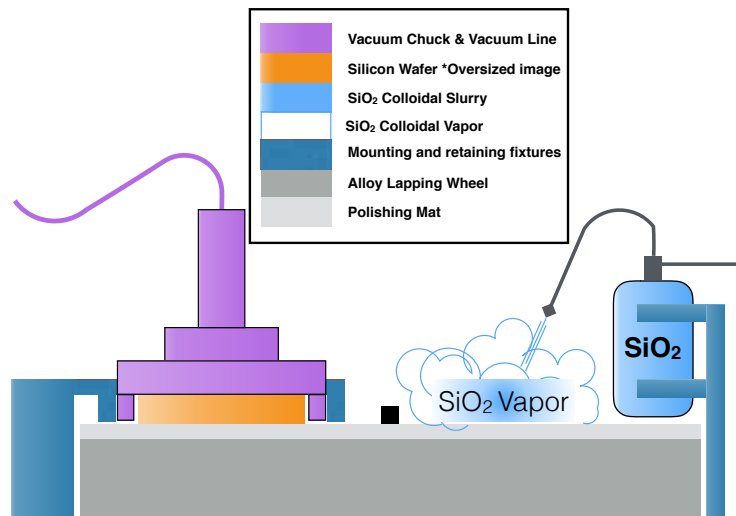 Vacuum Chuck & Vacuum Line
Silicon Wafer *Oversized image
SiO₂ Colloidal Slurry
SiO₂ Colloidal Vapor
Mounting and retaining fixtures
Alloy Lapping Wheel
Polishing Mat
SiO₂
SiO₂ Vapor